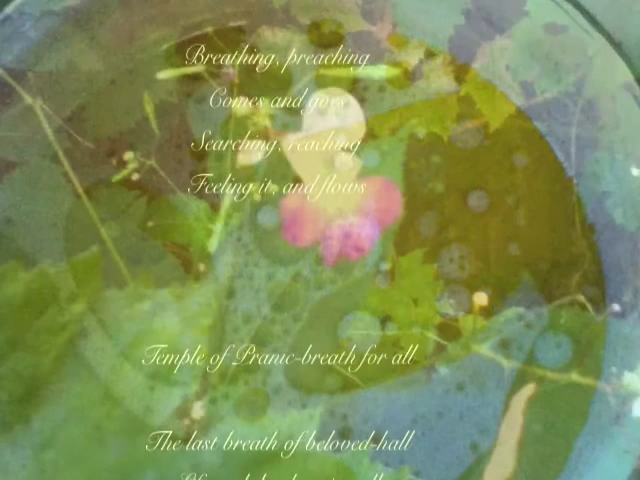 Breathing, preaching
Comes and goes
Searching, reaching
Feeling it, and flows
Temple of Pranic-breath for all
The last breath of beloved-hall